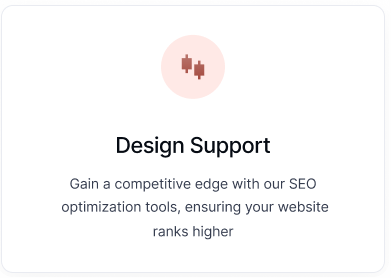 Design Support
Gain a competitive edge with our SEO
optimization tools, ensuring your website
ranks higher